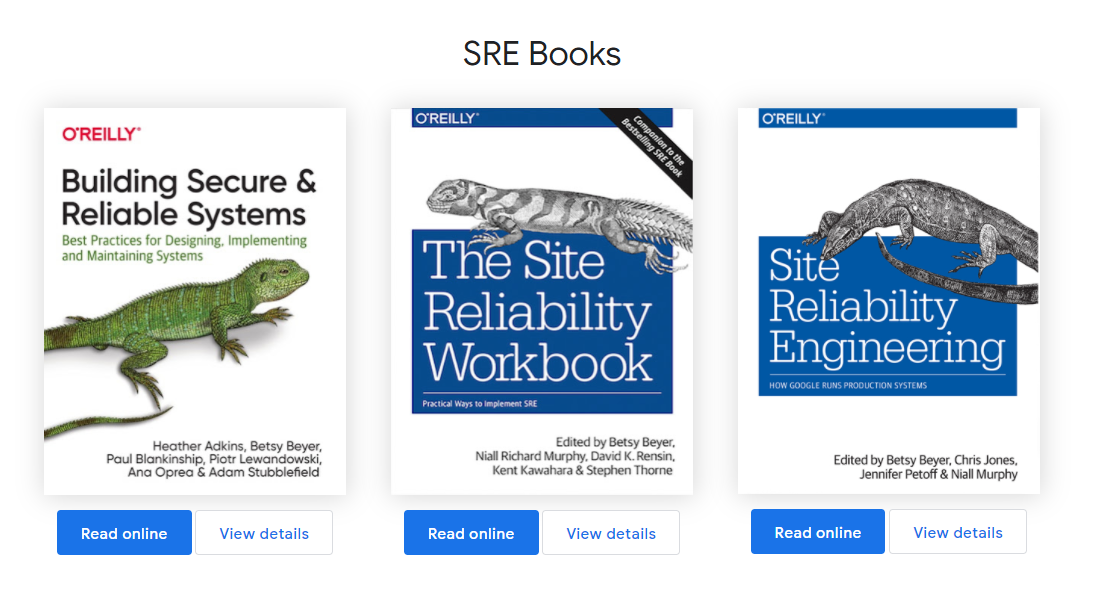 SRE Books
O'REILLY®
Building Secure &
Reliable Systems
Best Practices for Designing, Implementing
and Maintaining Systems
Heather Adkins, Betsy Beyer,
Paul Blankinship, Piotr Lewandowski,
Ana Oprea & Adam Stubblefield
Read online
View details
O'REILLY®
Companion to the
Bestselling SRE Book
The Site
Reliability
Workbook
Practical Ways to Implement SRE
Edited by Betsy Beyer,
Niall Richard Murphy, David K. Rensin,
Kent Kawahara & Stephen Thorne
Read online
View details
O'REILLY®
Site
Reliability
Engineering
HOW GOOGLE RUNS PRODUCTION SYSTEMS
Edited by Betsy Beyer, Chris Jones,
Jennifer Petoff & Niall Murphy
Read online
View details